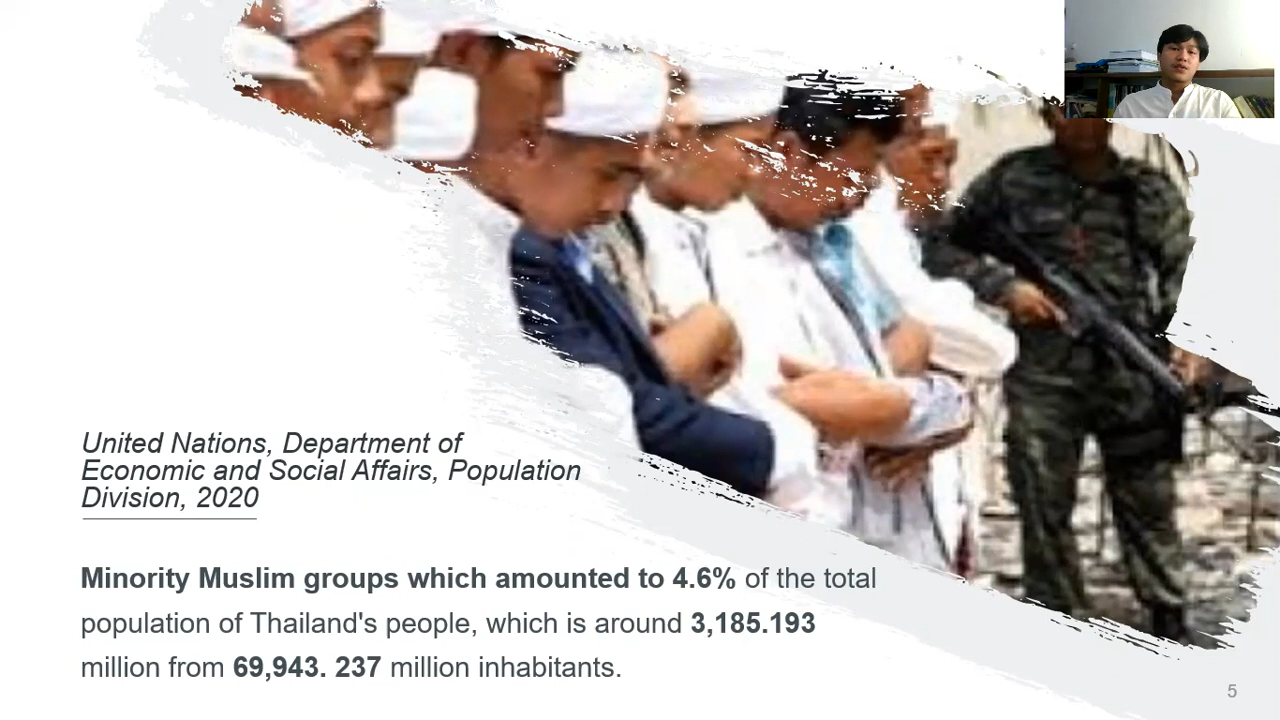 United Nations, Department of
Economic and Social Affairs, Population
Division, 2020
Minority Muslim groups which amounted to 4.6% of the total
population of Thailand's people, which is around 3,185.193
million from 69,943. 237 million inhabitants.
5